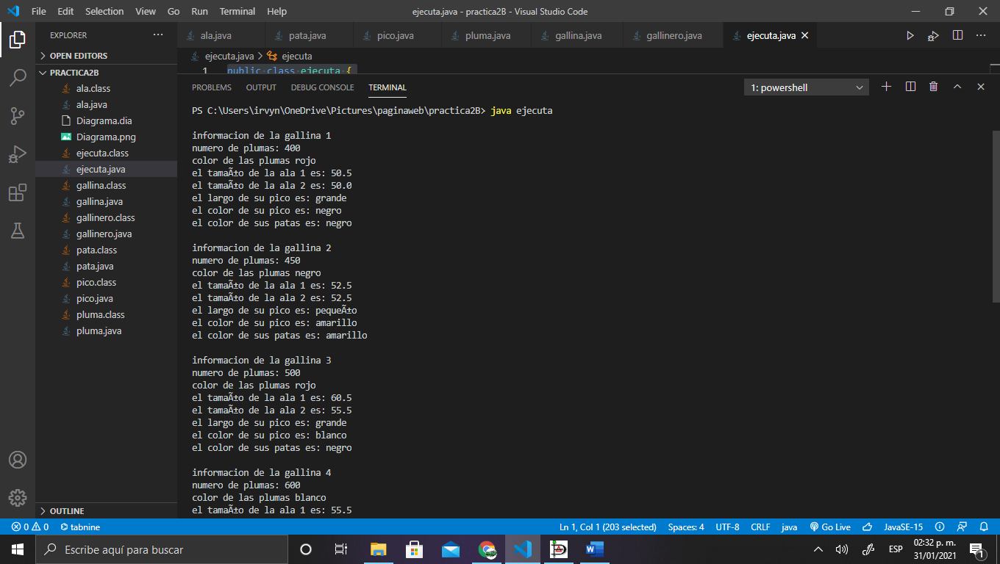 File Edit Selection View Go Run Terminal Help
ejecuta.java - practica2B - Visual Studio Code
EXPLORER
ala.java pata.java pico.java pluma.java gallina.java gallinero.java ejecuta.java
OPEN EDITORS
ejecuta.java ejecuta
PRACTICA2B
1 public class ejecuta {
ala.class
ala.java
Diagrama.dia
Diagrama.png
ejecuta.class
ejecuta.java
gallina.class
gallina.java
gallinero.class
gallinero.java
pata.class
pata.java
pico.class
pico.java
pluma.class
pluma.java
OUTLINE
PROBLEMS OUTPUT DEBUG CONSOLE TERMINAL
1: powershell
PS C:\Users\irvyn\OneDrive\Pictures\paginaweb\practica2B> java ejecuta
informacion de la gallina 1
numero de plumas: 400
color de las plumas rojo
el tamaÃ±o de la ala 1 es: 50.5
el tamaÃ±o de la ala 2 es: 50.0
el largo de su pico es: grande
el color de su pico es: negro
el color de sus patas es: negro
informacion de la gallina 2
numero de plumas: 450
color de las plumas negro
el tamaÃ±o de la ala 1 es: 52.5
el tamaÃ±o de la ala 2 es: 52.5
el largo de su pico es: pequeÃ±o
el color de su pico es: amarillo
el color de sus patas es: amarillo
informacion de la gallina 3
numero de plumas: 500
color de las plumas rojo
el tamaÃ±o de la ala 1 es: 60.5
el tamaÃ±o de la ala 2 es: 55.5
el largo de su pico es: grande
el color de su pico es: blanco
el color de sus patas es: negro
informacion de la gallina 4
numero de plumas: 600
color de las plumas blanco
el tamaÃ±o de la ala 1 es: 55.5
0 0 tabnine
Ln 1, Col 1 (203 selected) Spaces: 4 UTF-8 CRLF java Go Live JavaSE-15
Escribe aquí para buscar
ESP
02:32 p. m.
31/01/2021
1